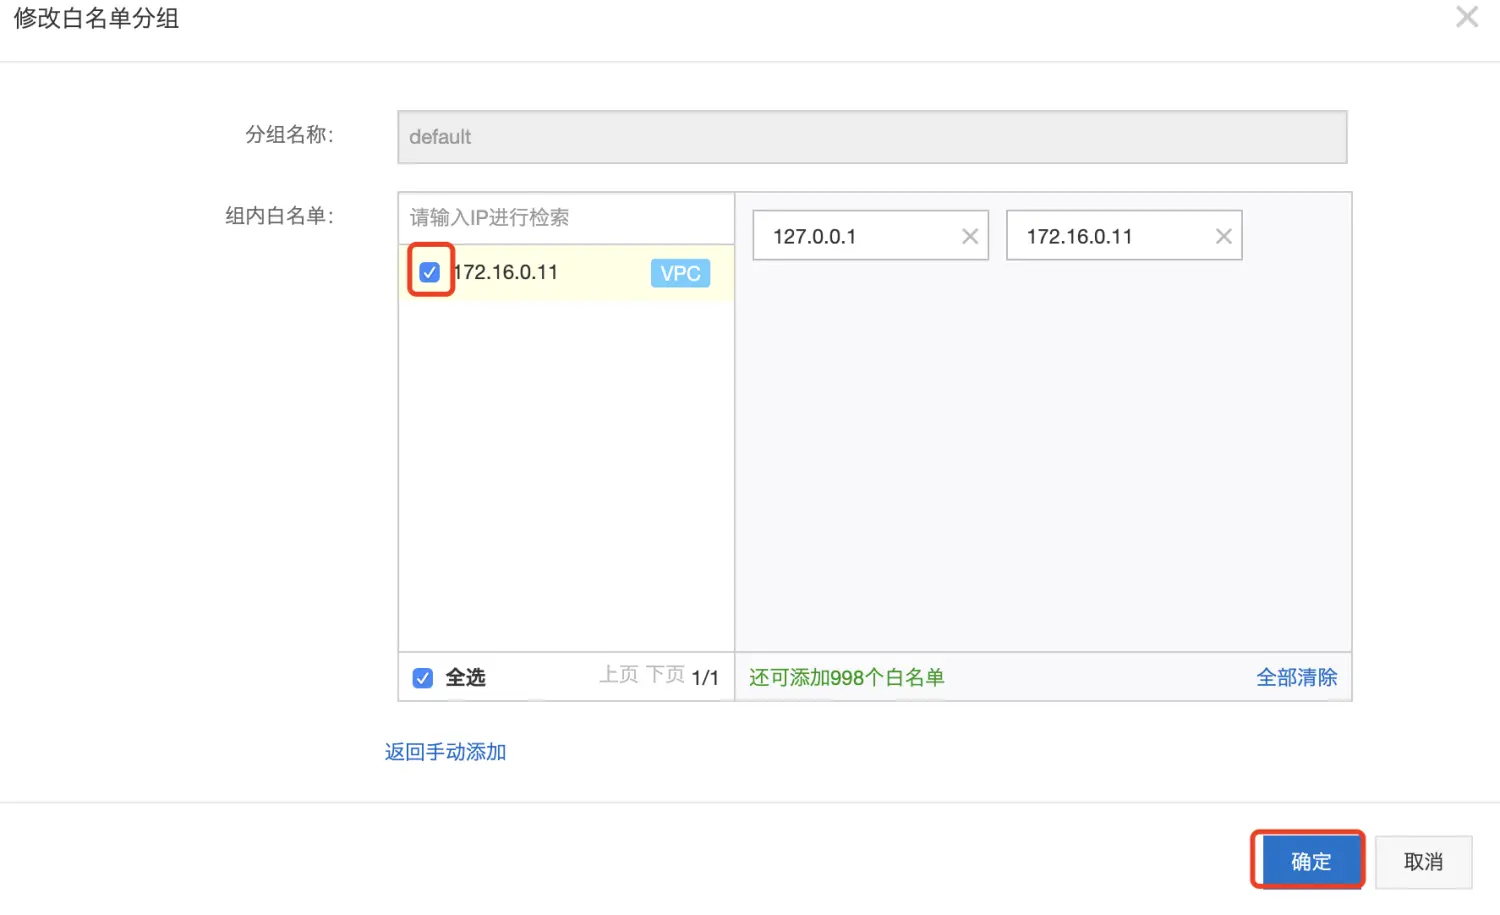 修改白名单分组
分组名称:
default
组内白名单:
请输入IP进行检索
127.0.0.1
172.16.0.11
172.16.0.11
VPC
全选
上页 下页 1/1
还可添加998个白名单
全部清除
返回手动添加
确定
取消